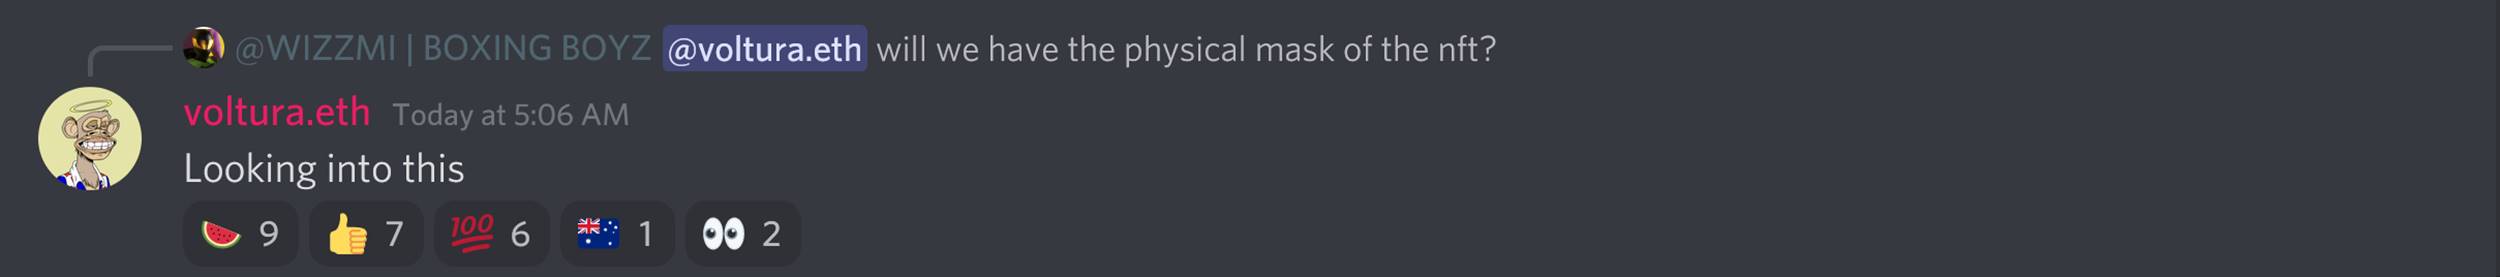 @WIZZMI | BOXING BOYZ @voltura.eth will we have the physical mask of the nft?
voltura.eth Today at 5:06 AM
Looking into this
🍉 9 👍 7 💯 6 🇦🇺 1 👀 2